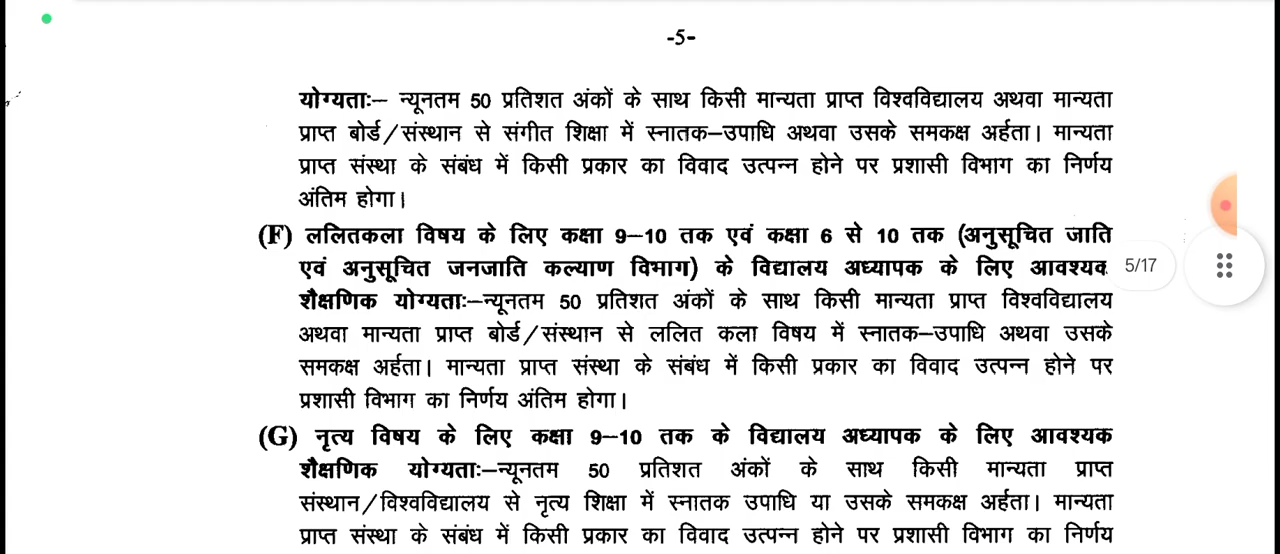 -5-
योग्यताः– न्यूनतम 50 प्रतिशत अंकों के साथ किसी मान्यता प्राप्त विश्वविद्यालय अथवा मान्यता
प्राप्त बोर्ड/संस्थान से संगीत शिक्षा में स्नातक–उपाधि अथवा उसके समकक्ष अर्हता। मान्यता
प्राप्त संस्था के संबंध में किसी प्रकार का विवाद उत्पन्न होने पर प्रशासी विभाग का निर्णय
अंतिम होगा।
(F) ललितकला विषय के लिए कक्षा 9–10 तक एवं कक्षा 6 से 10 तक (अनुसूचित जाति
एवं अनुसूचित जनजाति कल्याण विभाग) के विद्यालय अध्यापक के लिए आवश्यक
5/17
शैक्षणिक योग्यताः–न्यूनतम 50 प्रतिशत अंकों के साथ किसी मान्यता प्राप्त विश्वविद्यालय
अथवा मान्यता प्राप्त बोर्ड/संस्थान से ललित कला विषय में स्नातक–उपाधि अथवा उसके
समकक्ष अर्हता। मान्यता प्राप्त संस्था के संबंध में किसी प्रकार का विवाद उत्पन्न होने पर
प्रशासी विभाग का निर्णय अंतिम होगा।
(G) नृत्य विषय के लिए कक्षा 9–10 तक के विद्यालय अध्यापक के लिए आवश्यक
शैक्षणिक योग्यताः–न्यूनतम 50 प्रतिशत अंकों के साथ किसी मान्यता प्राप्त
संस्थान/विश्वविद्यालय से नृत्य शिक्षा में स्नातक उपाधि या उसके समकक्ष अर्हता। मान्यता
प्राप्त संस्था के संबंध में किसी प्रकार का विवाद उत्पन्न होने पर प्रशासी विभाग का निर्णय